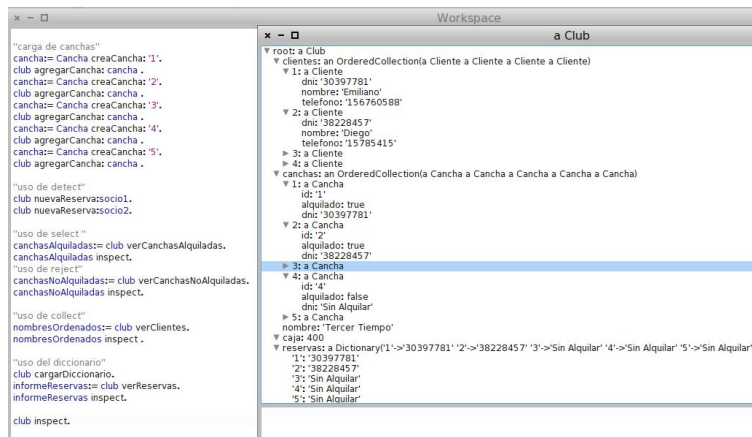 Workspace
"carga de canchas"
cancha:= Cancha creaCancha: '1'.
club agregarCancha: cancha .
cancha:= Cancha creaCancha: '2'.
club agregarCancha: cancha .
cancha:= Cancha creaCancha: '3'.
club agregarCancha: cancha .
cancha:= Cancha creaCancha: '4'.
club agregarCancha: cancha .
cancha:= Cancha creaCancha: '5'.
club agregarCancha: cancha .
"uso de detect"
club nuevaReserva:socio1.
club nuevaReserva:socio2.
"uso de select "
canchasAlquiladas:= club verCanchasAlquiladas.
canchasAlquiladas inspect.
"uso de reject"
canchasNoAlquiladas:= club verCanchasNoAlquiladas.
canchasNoAlquiladas inspect.
"uso de collect"
nombresOrdenados:= club verClientes.
nombresOrdenados inspect .
"uso del diccionario"
club cargarDiccionario.
informeReservas:= club verReservas.
informeReservas inspect.
club inspect.
a Club
root: a Club
clientes: an OrderedCollection(a Cliente a Cliente a Cliente a Cliente)
1: a Cliente
dni: '30397781'
nombre: 'Emiliano'
telefono: '156760588'
2: a Cliente
dni: '38228457'
nombre: 'Diego'
telefono: '15785415'
3: a Cliente
4: a Cliente
canchas: an OrderedCollection(a Cancha a Cancha a Cancha a Cancha a Cancha)
1: a Cancha
id: '1'
alquilado: true
dni: '30397781'
2: a Cancha
id: '2'
alquilado: true
dni: '38228457'
3: a Cancha
4: a Cancha
id: '4'
alquilado: false
dni: 'Sin Alquilar'
5: a Cancha
nombre: 'Tercer Tiempo'
caja: 400
reservas: a Dictionary('1'->'30397781' '2'->'38228457' '3'->'Sin Alquilar' '4'->'Sin Alquilar' '5'->'Sin Alquilar'
'1': '30397781'
'2': '38228457'
'3': 'Sin Alquilar'
'4': 'Sin Alquilar'
'5': 'Sin Alquilar'